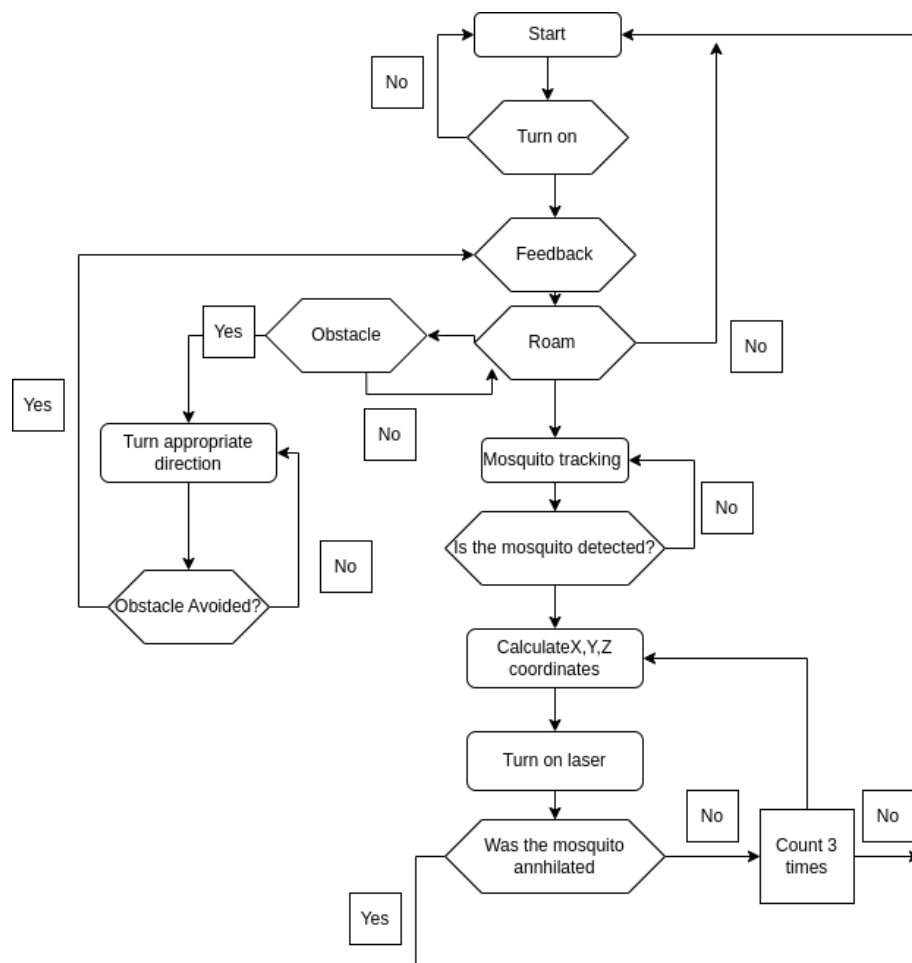 Start
No
Turn on
Feedback
Yes
Obstacle
Roam
No
Yes
No
Turn appropriate
direction
Mosquito tracking
No
Is the mosquito detected?
No
Obstacle Avoided?
CalculateX,Y,Z
coordinates
Turn on laser
No
No
Was the mosquito
annhilated
Count 3
times
Yes